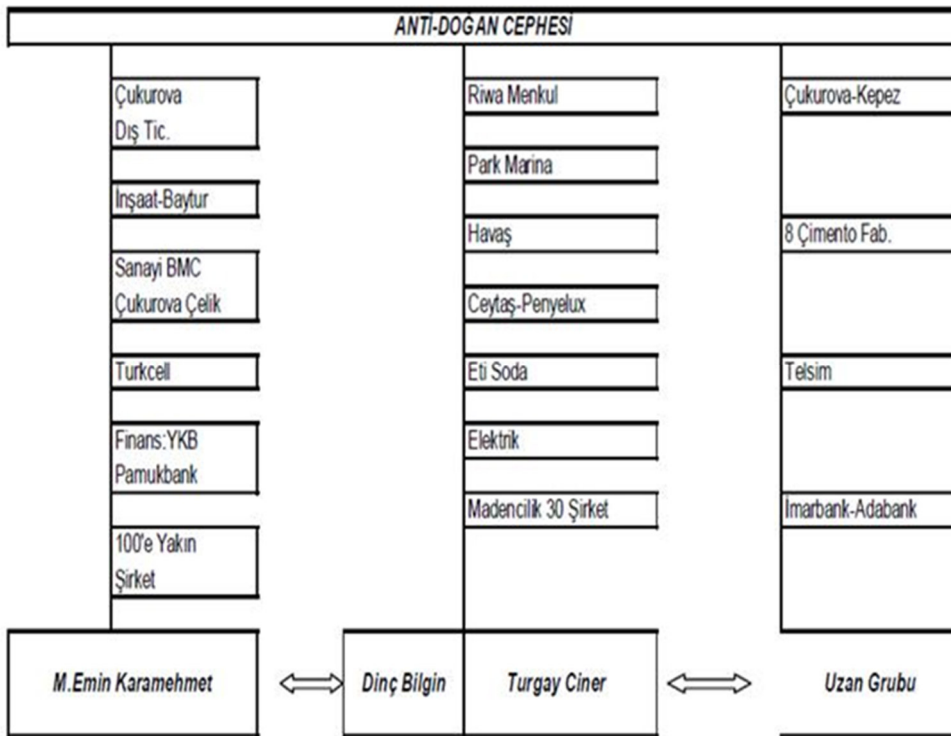 ANTİ-DOĞAN CEPHESİ
Çukurova
Dış Tic.
İnşaat-Baytur
Sanayi BMC
Çukurova Çelik
Turkcell
Finans:YKB
Pamukbank
100'e Yakın
Şirket
M.Emin Karamehmet
Riwa Menkul
Park Marina
Havaş
Ceytaş-Penyelux
Eti Soda
Elektrik
Madencilik 30 Şirket
Dinç Bilgin
Turgay Ciner
Çukurova-Kepez
8 Çimento Fab.
Telsim
İmarbank-Adabank
Uzan Grubu